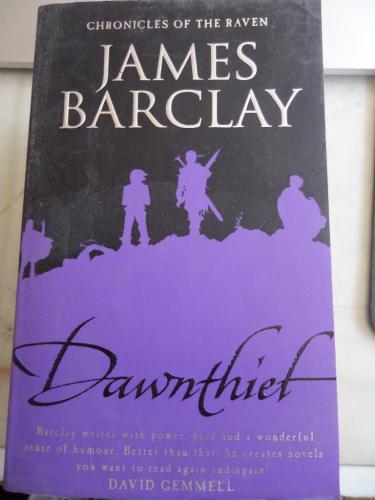 CHRONICLES OF THE RAVEN
JAMES
BARCLAY
Dawnthief
Barclay writes with power, pace and a wonderful
sense of humour. Better than that, he creates novels
you want to read again and again'
DAVID GEMMELL